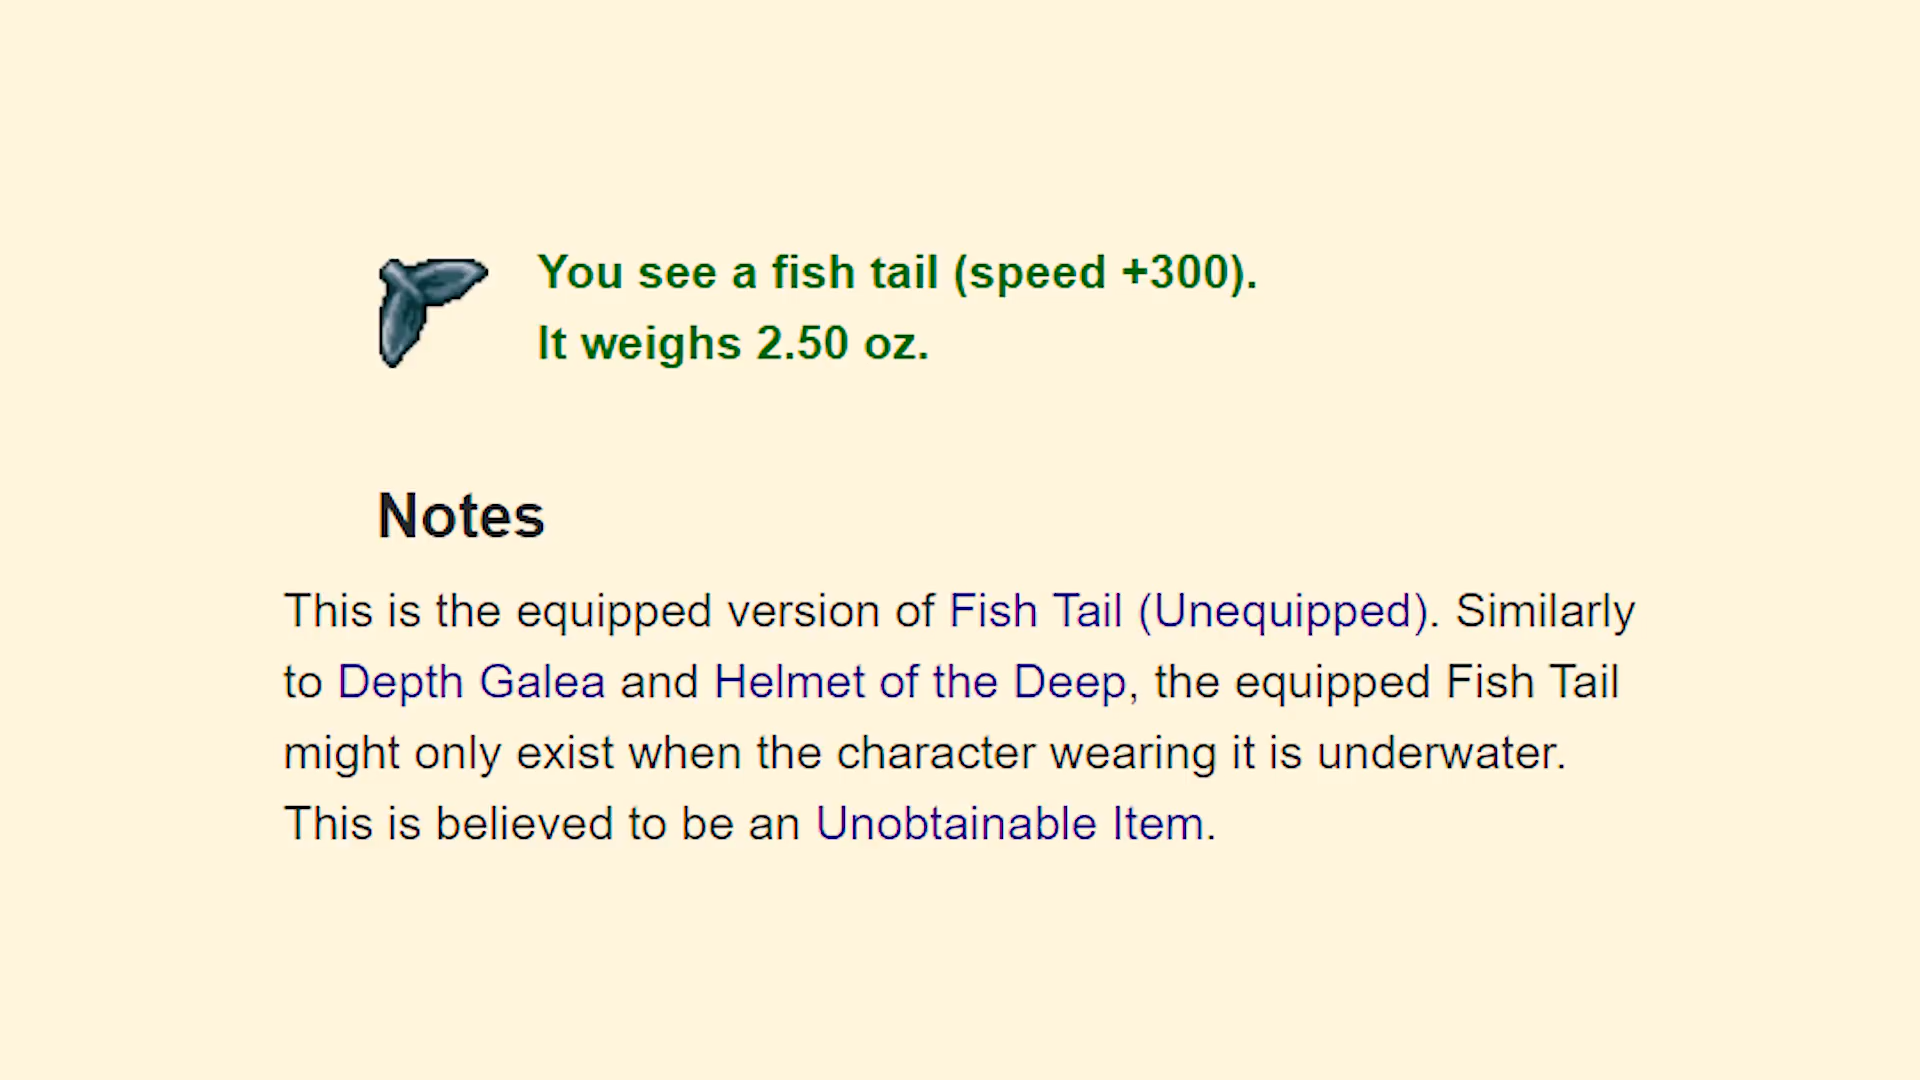 You see a fish tail (speed +300).
It weighs 2.50 oz.
Notes
This is the equipped version of Fish Tail (Unequipped). Similarly
to Depth Galea and Helmet of the Deep, the equipped Fish Tail
might only exist when the character wearing it is underwater.
This is believed to be an Unobtainable Item.